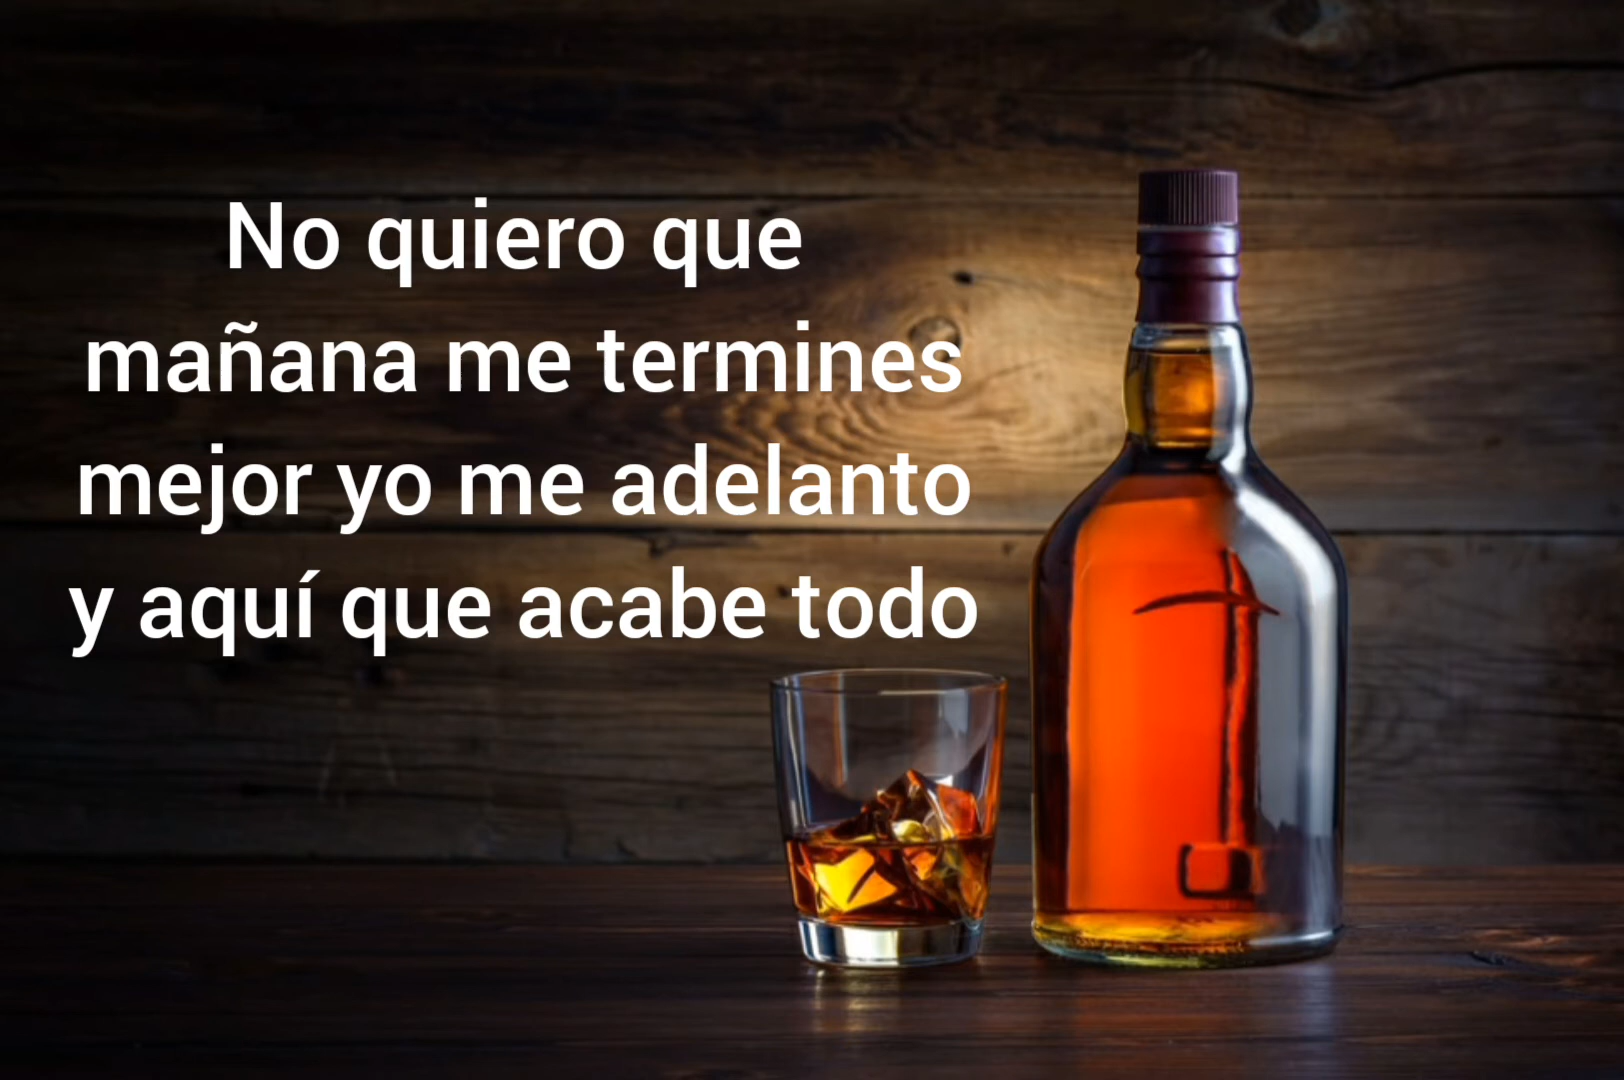 No quiero que
mañana me termines
mejor yo me adelanto
y aquí que acabe todo